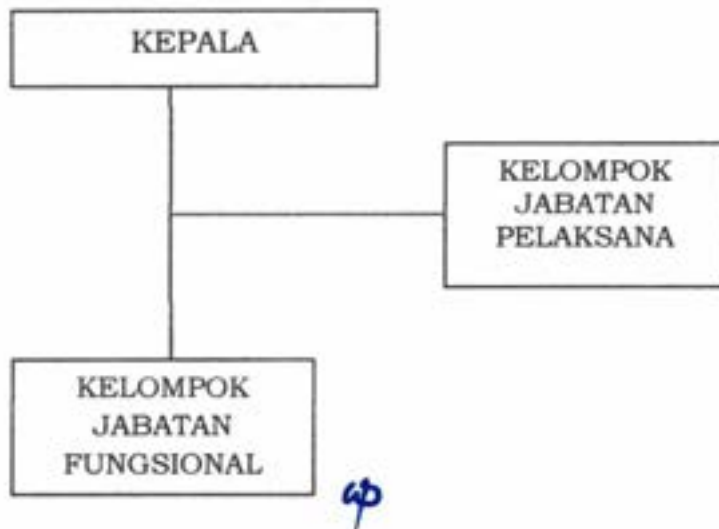 KEPALA
KELOMPOK
JABATAN
PELAKSANA
KELOMPOK
JABATAN
FUNGSIONAL